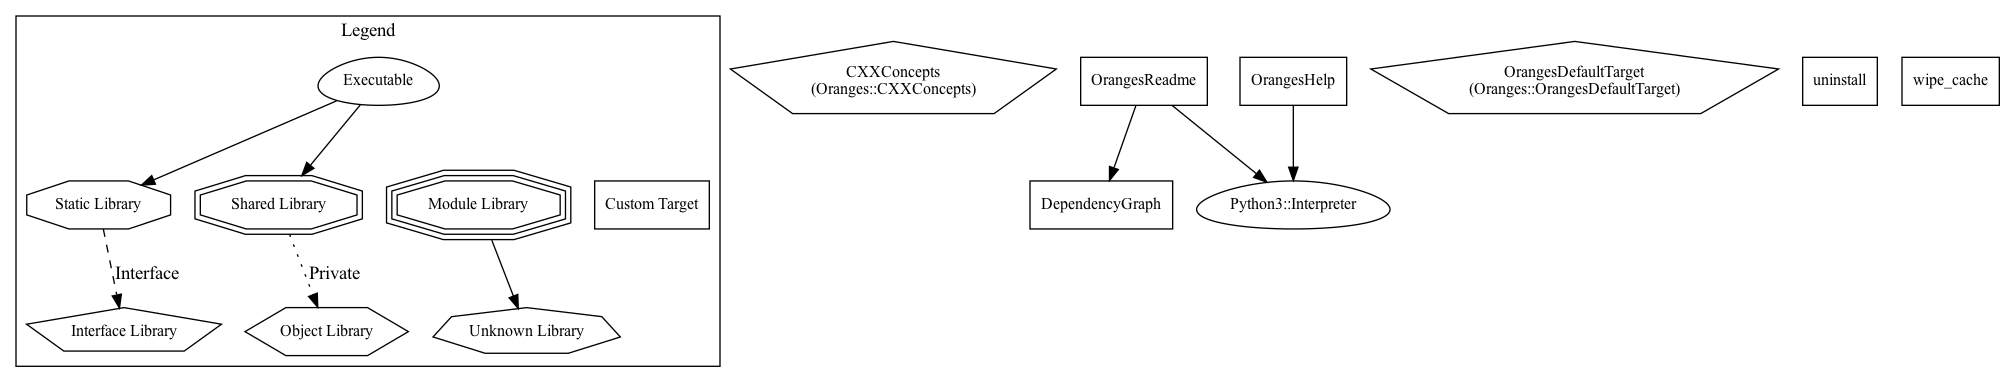 Legend
Executable
Static Library
Shared Library
Module Library
Custom Target
Interface
Private
Interface Library
Object Library
Unknown Library
CXXConcepts
(Oranges::CXXConcepts)
OrangesReadme
OrangesHelp
OrangesDefaultTarget
(Oranges::OrangesDefaultTarget)
uninstall
wipe_cache
DependencyGraph
Python3::Interpreter